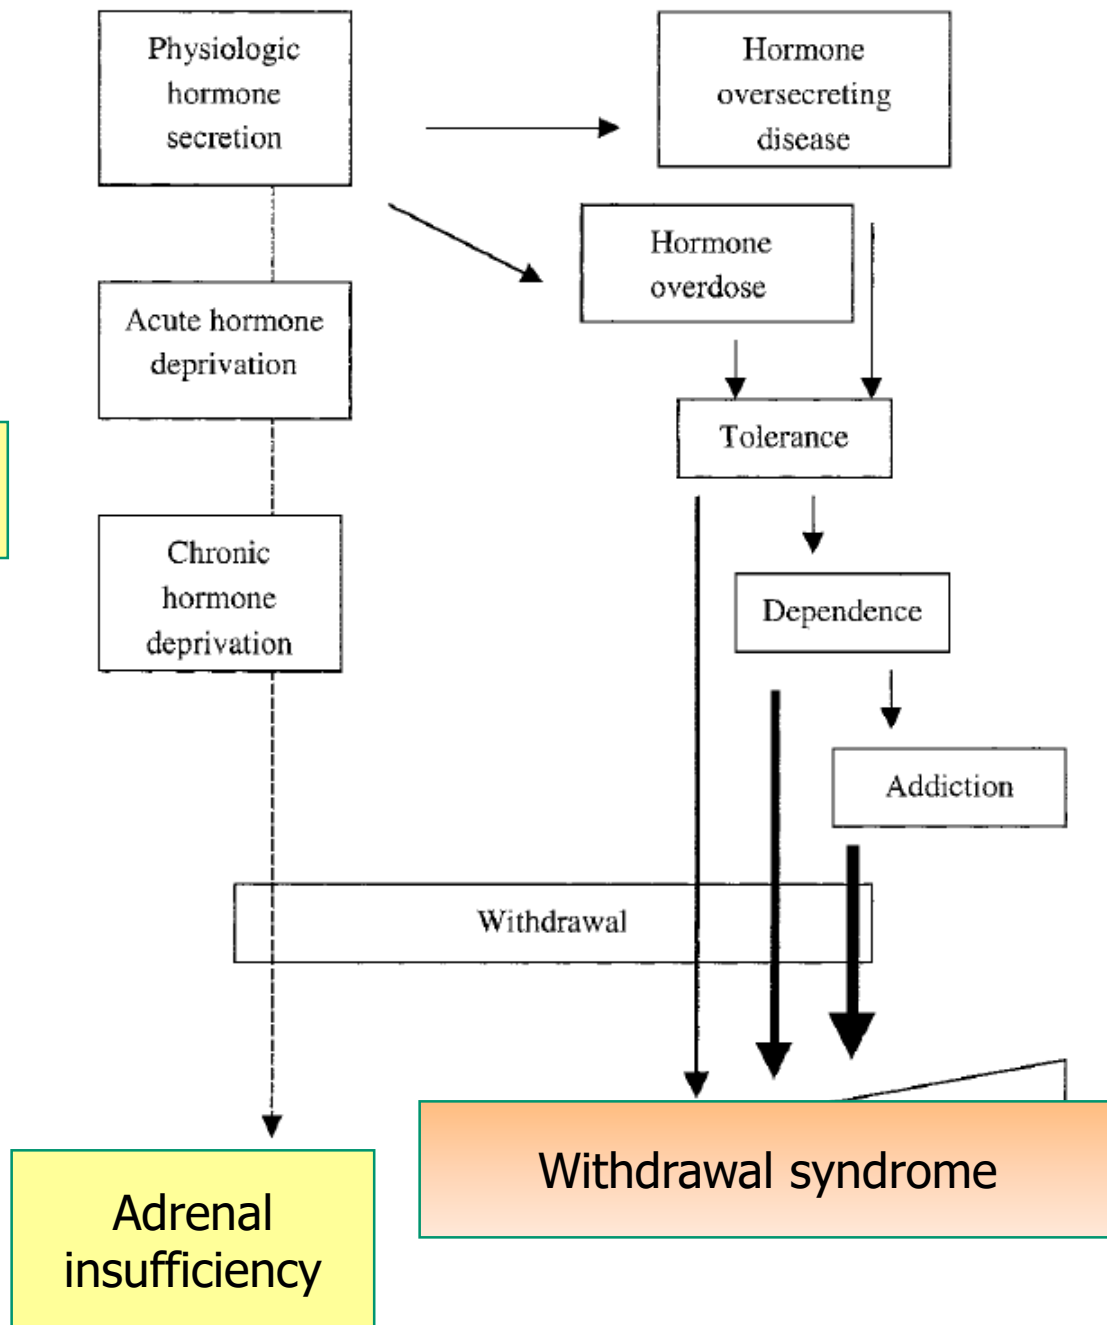 Physiologic
hormone
secretion
Hormone
oversecreting
disease
Hormone
overdose
Acute hormone
deprivation
Tolerance
Chronic
hormone
deprivation
Dependence
Addiction
Withdrawal
Withdrawal syndrome
Adrenal
insufficiency